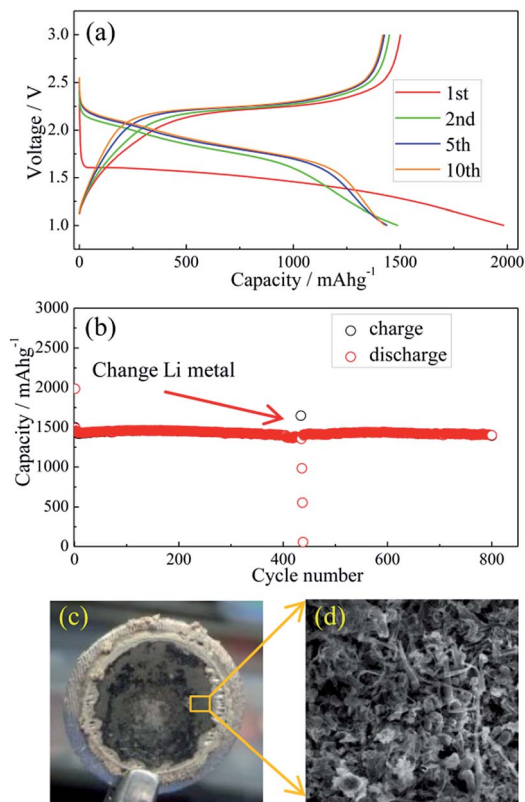 (a)
Voltage / V
3.0
2.5
2.0
1.5
1.0
1st
2nd
5th
10th
0 500 1000 1500 2000
Capacity / mAhg⁻¹
(b)
charge
discharge
Change Li metal
Capacity / mAhg⁻¹
3000
2500
2000
1500
1000
500
0
0 200 400 600 800
Cycle number
(c)
(d)